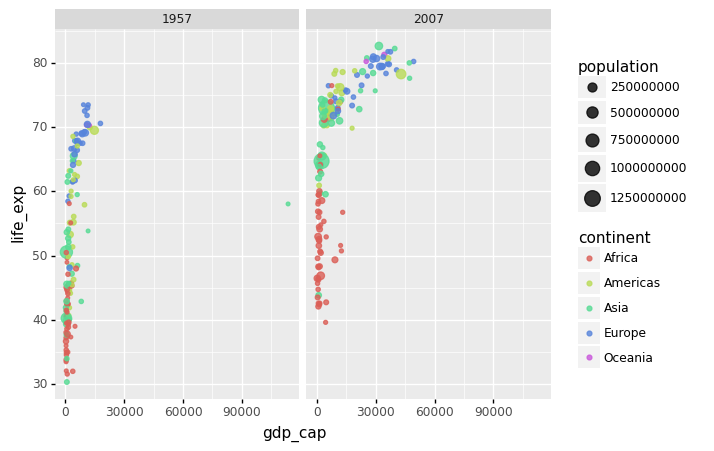 1957
2007
life_exp
80
70
60
50
40
30
0 30000 60000 90000
0 30000 60000 90000
gdp_cap
population
250000000
500000000
750000000
1000000000
1250000000
continent
Africa
Americas
Asia
Europe
Oceania